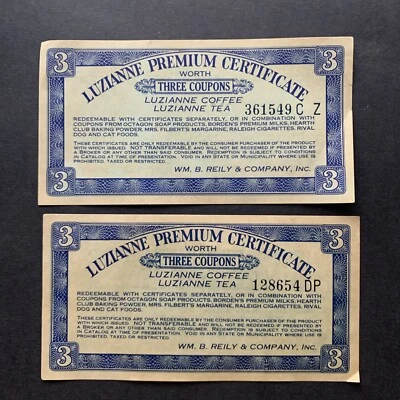 3 LUZIANNE PREMIUM CERTIFICATE 3
WORTH
THREE COUPONS
LUZIANNE COFFEE
LUZIANNE TEA
361549 C Z
REDEEMABLE WITH CERTIFICATES SEPARATELY, OR IN COMBINATION WITH
COUPONS FROM OCTAGON SOAP PRODUCTS, BORDEN'S PREMIUM MILKS, HEARTH
CLUB BAKING POWDER, MRS. FILBERT'S MARGARINE, RALEIGH CIGARETTES, RIVAL
DOG AND CAT FOODS.
THESE CERTIFICATES ARE ONLY REDEEMABLE BY THE CONSUMER PURCHASER OF THE PRODUCT
WITH WHICH ISSUED. NOT TRANSFERABLE AND WILL NOT BE REDEEMED IF PRESENTED BY
A BROKER OR ANY OTHER THAN SAID CONSUMER. REDEMPTION IS SUBJECT TO CONDITIONS
IN CATALOG AT TIME OF PRESENTATION. VOID IN ANY STATE OR MUNICIPALITY WHERE USE IS
PROHIBITED, TAXED OR RESTRICTED.
3 WM. B. REILY & COMPANY, INC. 3
3 LUZIANNE PREMIUM CERTIFICATE 3
WORTH
THREE COUPONS
LUZIANNE COFFEE
LUZIANNE TEA
128654 DP
REDEEMABLE WITH CERTIFICATES SEPARATELY, OR IN COMBINATION WITH
COUPONS FROM OCTAGON SOAP PRODUCTS, BORDEN'S PREMIUM MILKS, HEARTH
CLUB BAKING POWDER, MRS. FILBERT'S MARGARINE, RALEIGH CIGARETTES, RIVAL
DOG AND CAT FOODS.
THESE CERTIFICATES ARE ONLY REDEEMABLE BY THE CONSUMER PURCHASER OF THE PRODUCT
WITH WHICH ISSUED. NOT TRANSFERABLE AND WILL NOT BE REDEEMED IF PRESENTED BY
A BROKER OR ANY OTHER THAN SAID CONSUMER. REDEMPTION IS SUBJECT TO CONDITIONS
IN CATALOG AT TIME OF PRESENTATION. VOID IN ANY STATE OR MUNICIPALITY WHERE USE IS
PROHIBITED, TAXED OR RESTRICTED.
3 WM. B. REILY & COMPANY, INC. 3